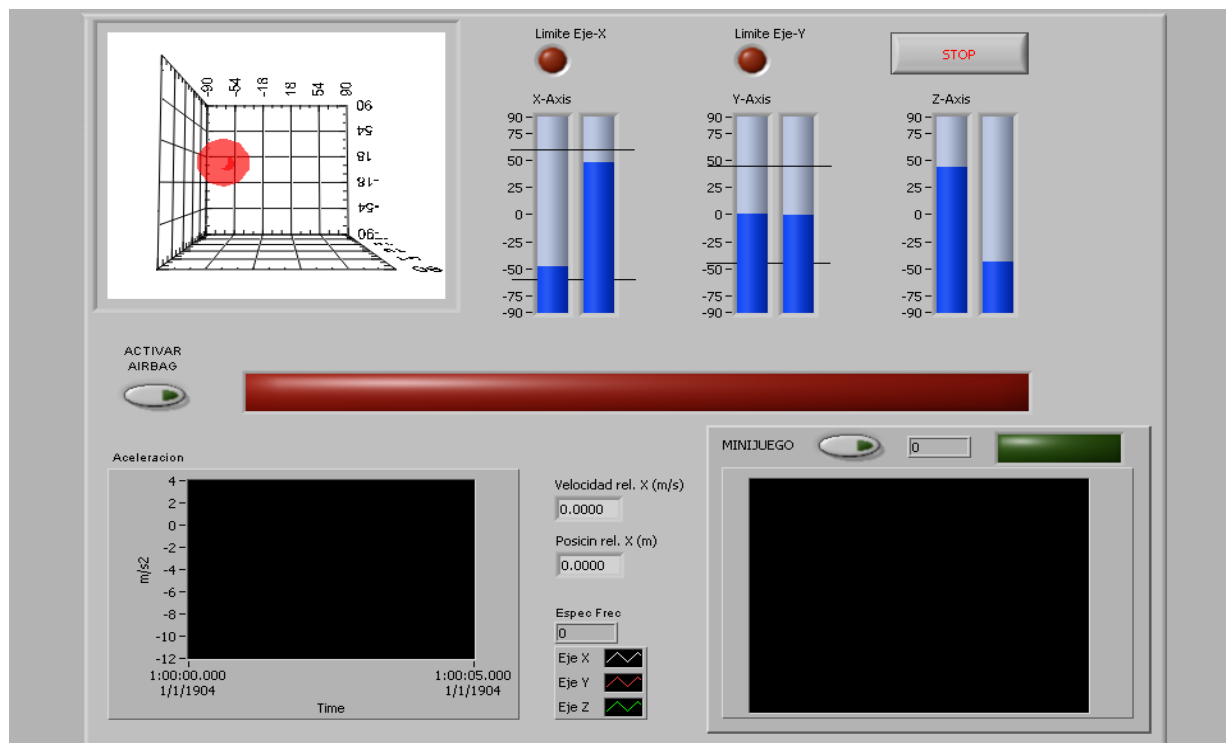 Limite Eje-X
Limite Eje-Y
STOP
-90 -54 -18 18 54 90
90
54
18
-18
-54
-90
X-Axis
90
75
50
25
0
-25
-50
-75
-90
Y-Axis
90
75
50
25
0
-25
-50
-75
-90
Z-Axis
90
75
50
25
0
-25
-50
-75
-90
ACTIVAR
AIRBAG
Aceleracion
4
2
0
-2
-4
-6
-8
-10
-12
m/s2
1:00:00.000
1/1/1904
1:00:05.000
1/1/1904
Time
Velocidad rel. X (m/s)
0.0000
Posicin rel. X (m)
0.0000
Espec Frec
0
Eje X
Eje Y
Eje Z
MINIJUEGO
0